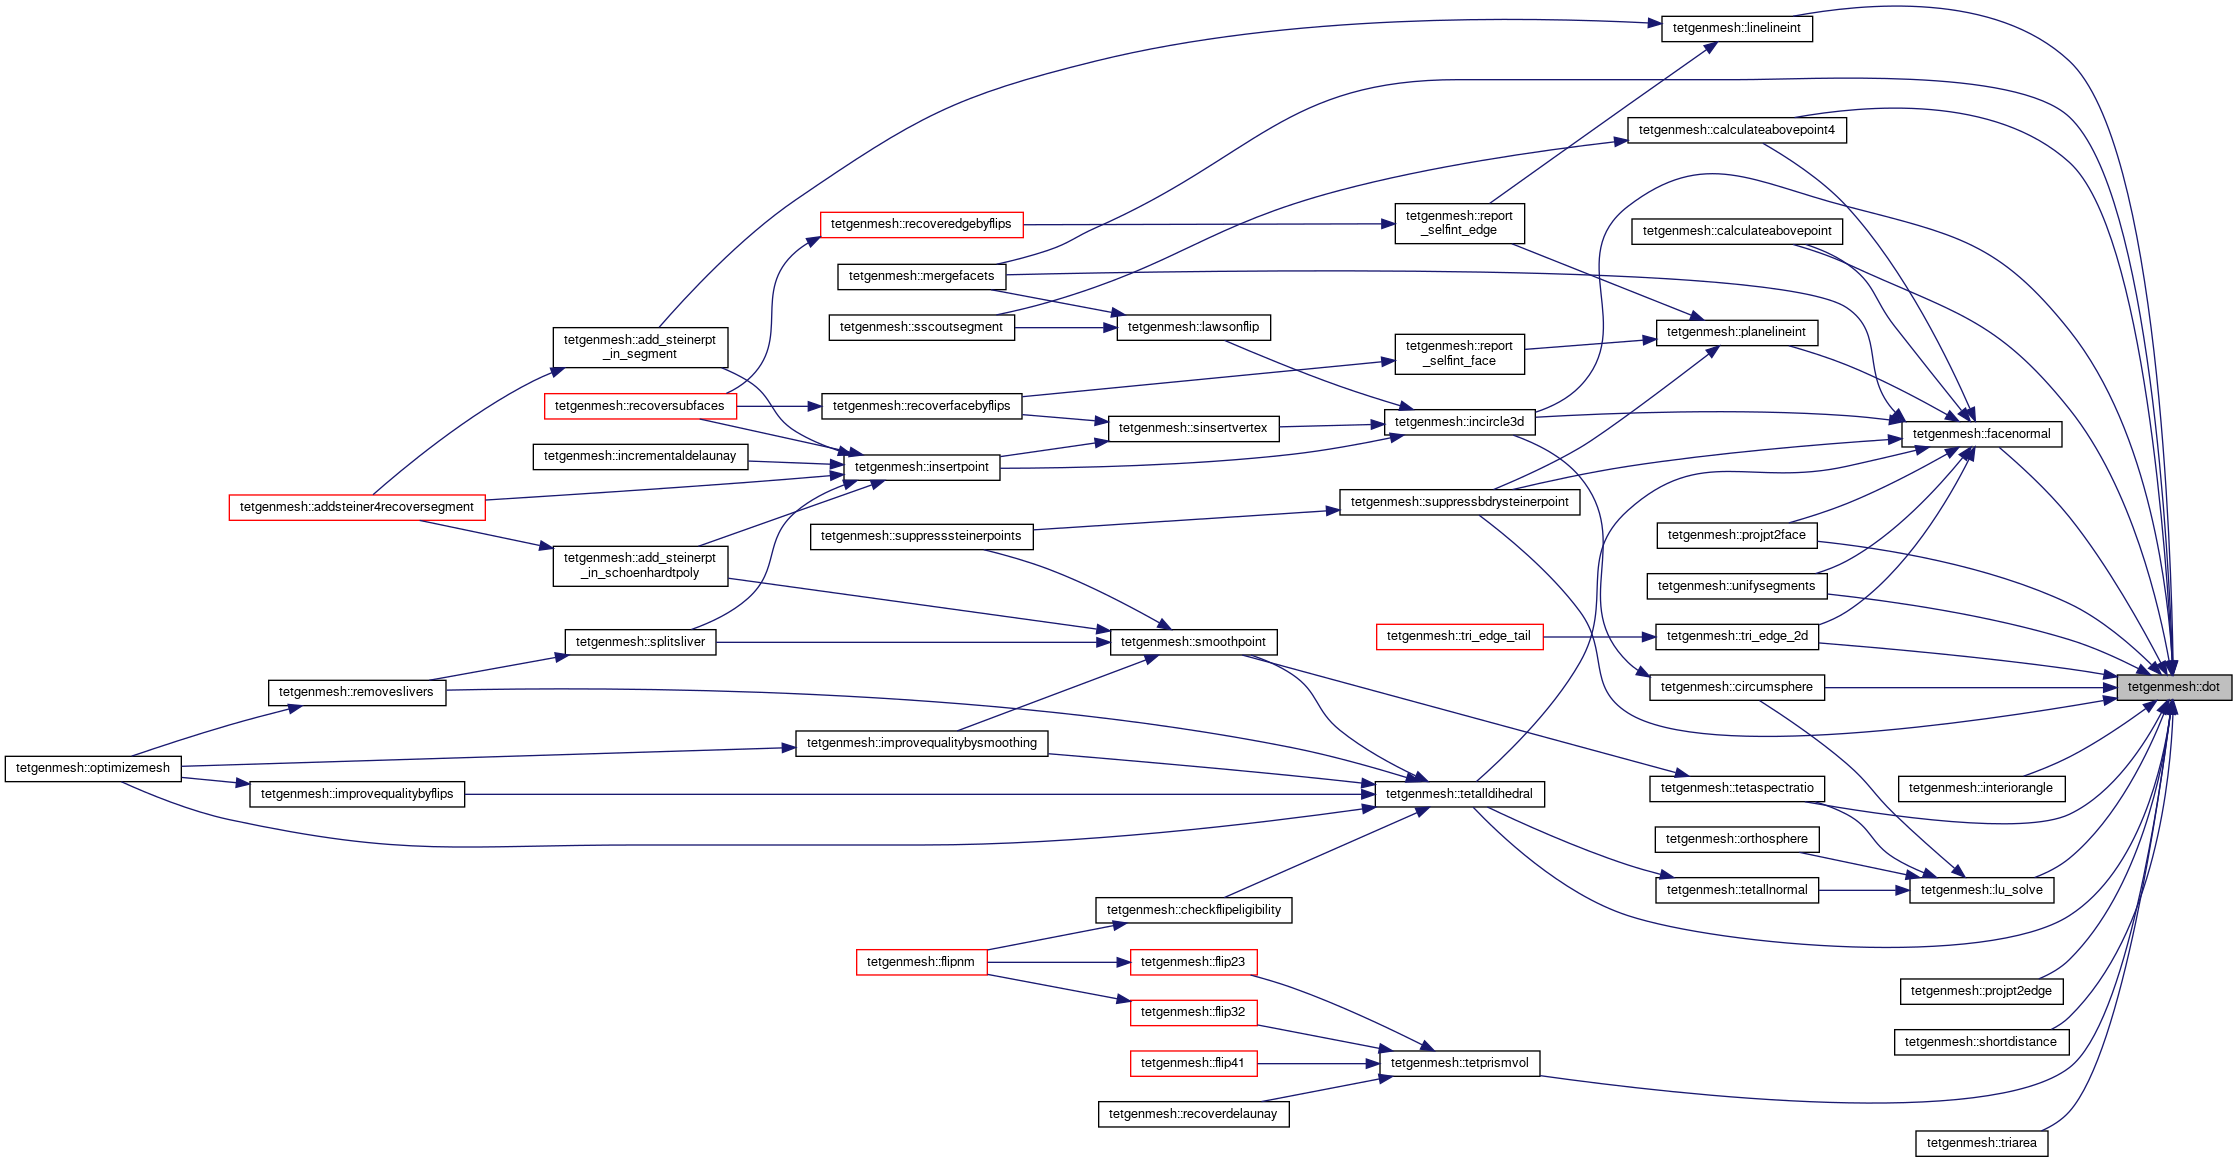 tetgenmesh::linelineint
tetgenmesh::calculateabovepoint4
tetgenmesh::report
_selfint_edge
tetgenmesh::recoveredgebyflips
tetgenmesh::calculateabovepoint
tetgenmesh::mergefacets
tetgenmesh::sscoutsegment
tetgenmesh::lawsonflip
tetgenmesh::planelineint
tetgenmesh::add_steinerpt
_in_segment
tetgenmesh::report
_selfint_face
tetgenmesh::recoversubfaces
tetgenmesh::recoverfacebyflips
tetgenmesh::sinsertvertex
tetgenmesh::incircle3d
tetgenmesh::facenormal
tetgenmesh::incrementaldelaunay
tetgenmesh::insertpoint
tetgenmesh::addsteiner4recoversegment
tetgenmesh::suppressbdrysteinerpoint
tetgenmesh::suppresssteinerpoints
tetgenmesh::projpt2face
tetgenmesh::add_steinerpt
_in_schoenhardtpoly
tetgenmesh::unifysegments
tetgenmesh::splitsliver
tetgenmesh::smoothpoint
tetgenmesh::tri_edge_tail
tetgenmesh::tri_edge_2d
tetgenmesh::removeslivers
tetgenmesh::circumsphere
tetgenmesh::dot
tetgenmesh::improvequalitybysmoothing
tetgenmesh::optimizemesh
tetgenmesh::improvequalitybyflips
tetgenmesh::tetalldihedral
tetgenmesh::tetaspectratio
tetgenmesh::interiorangle
tetgenmesh::orthosphere
tetgenmesh::tetallnormal
tetgenmesh::lu_solve
tetgenmesh::checkflipeligibility
tetgenmesh::flipnm
tetgenmesh::flip23
tetgenmesh::projpt2edge
tetgenmesh::flip32
tetgenmesh::shortdistance
tetgenmesh::flip41
tetgenmesh::tetprismvol
tetgenmesh::recoverdelaunay
tetgenmesh::triarea